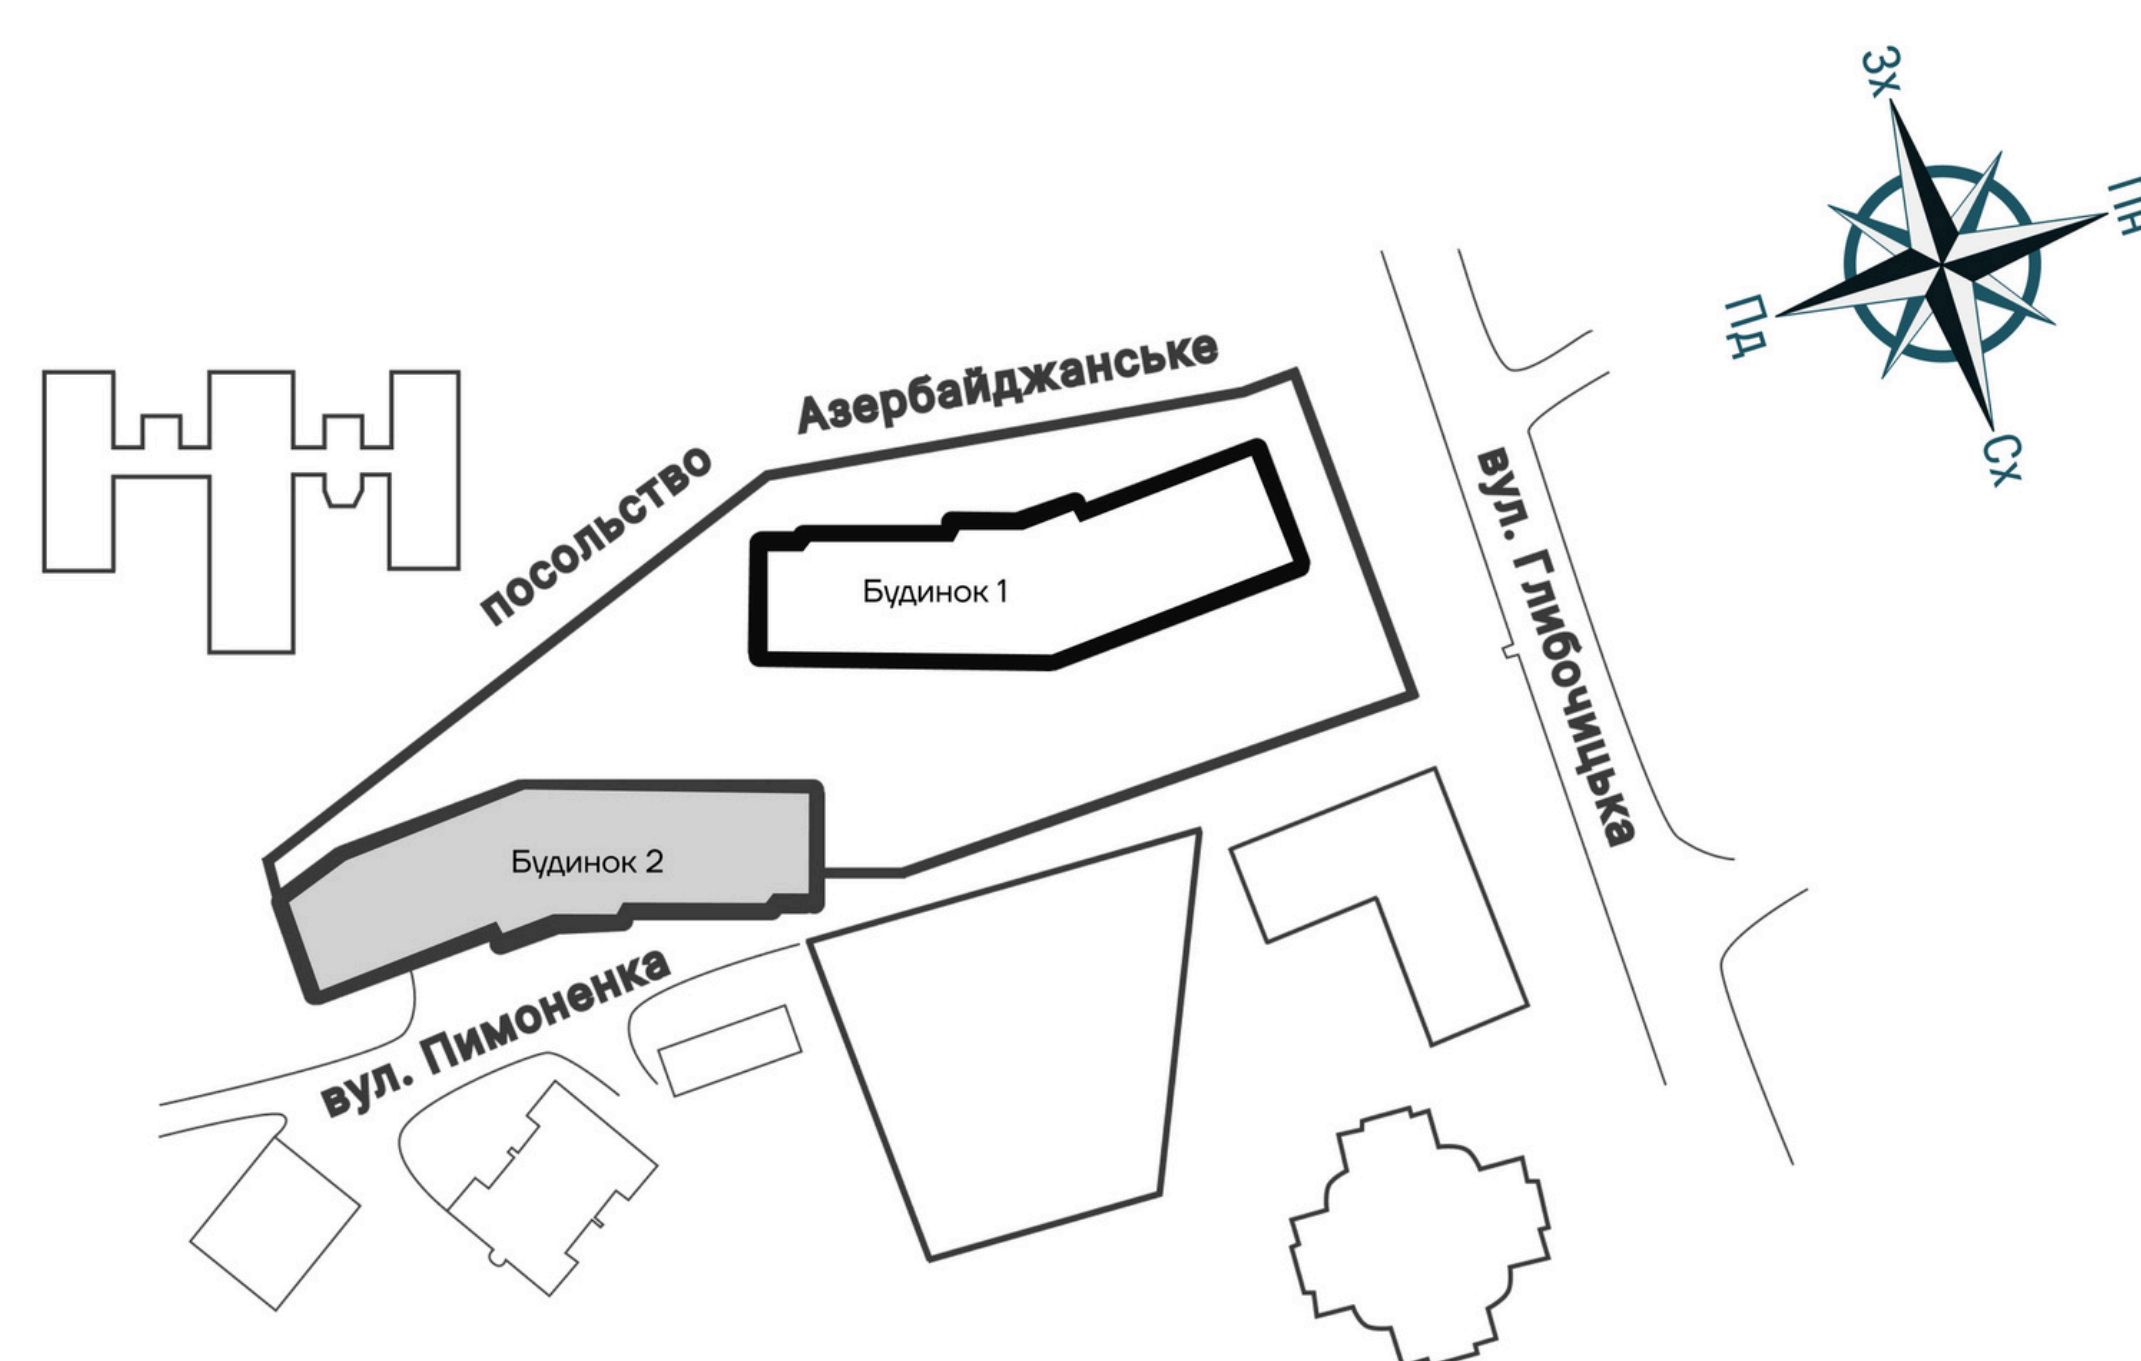 Зх
Пн
Пд
Сх
Азербайджанське
посольство
вул. Глибочицька
Будинок 1
Будинок 2
вул. Пимоненка